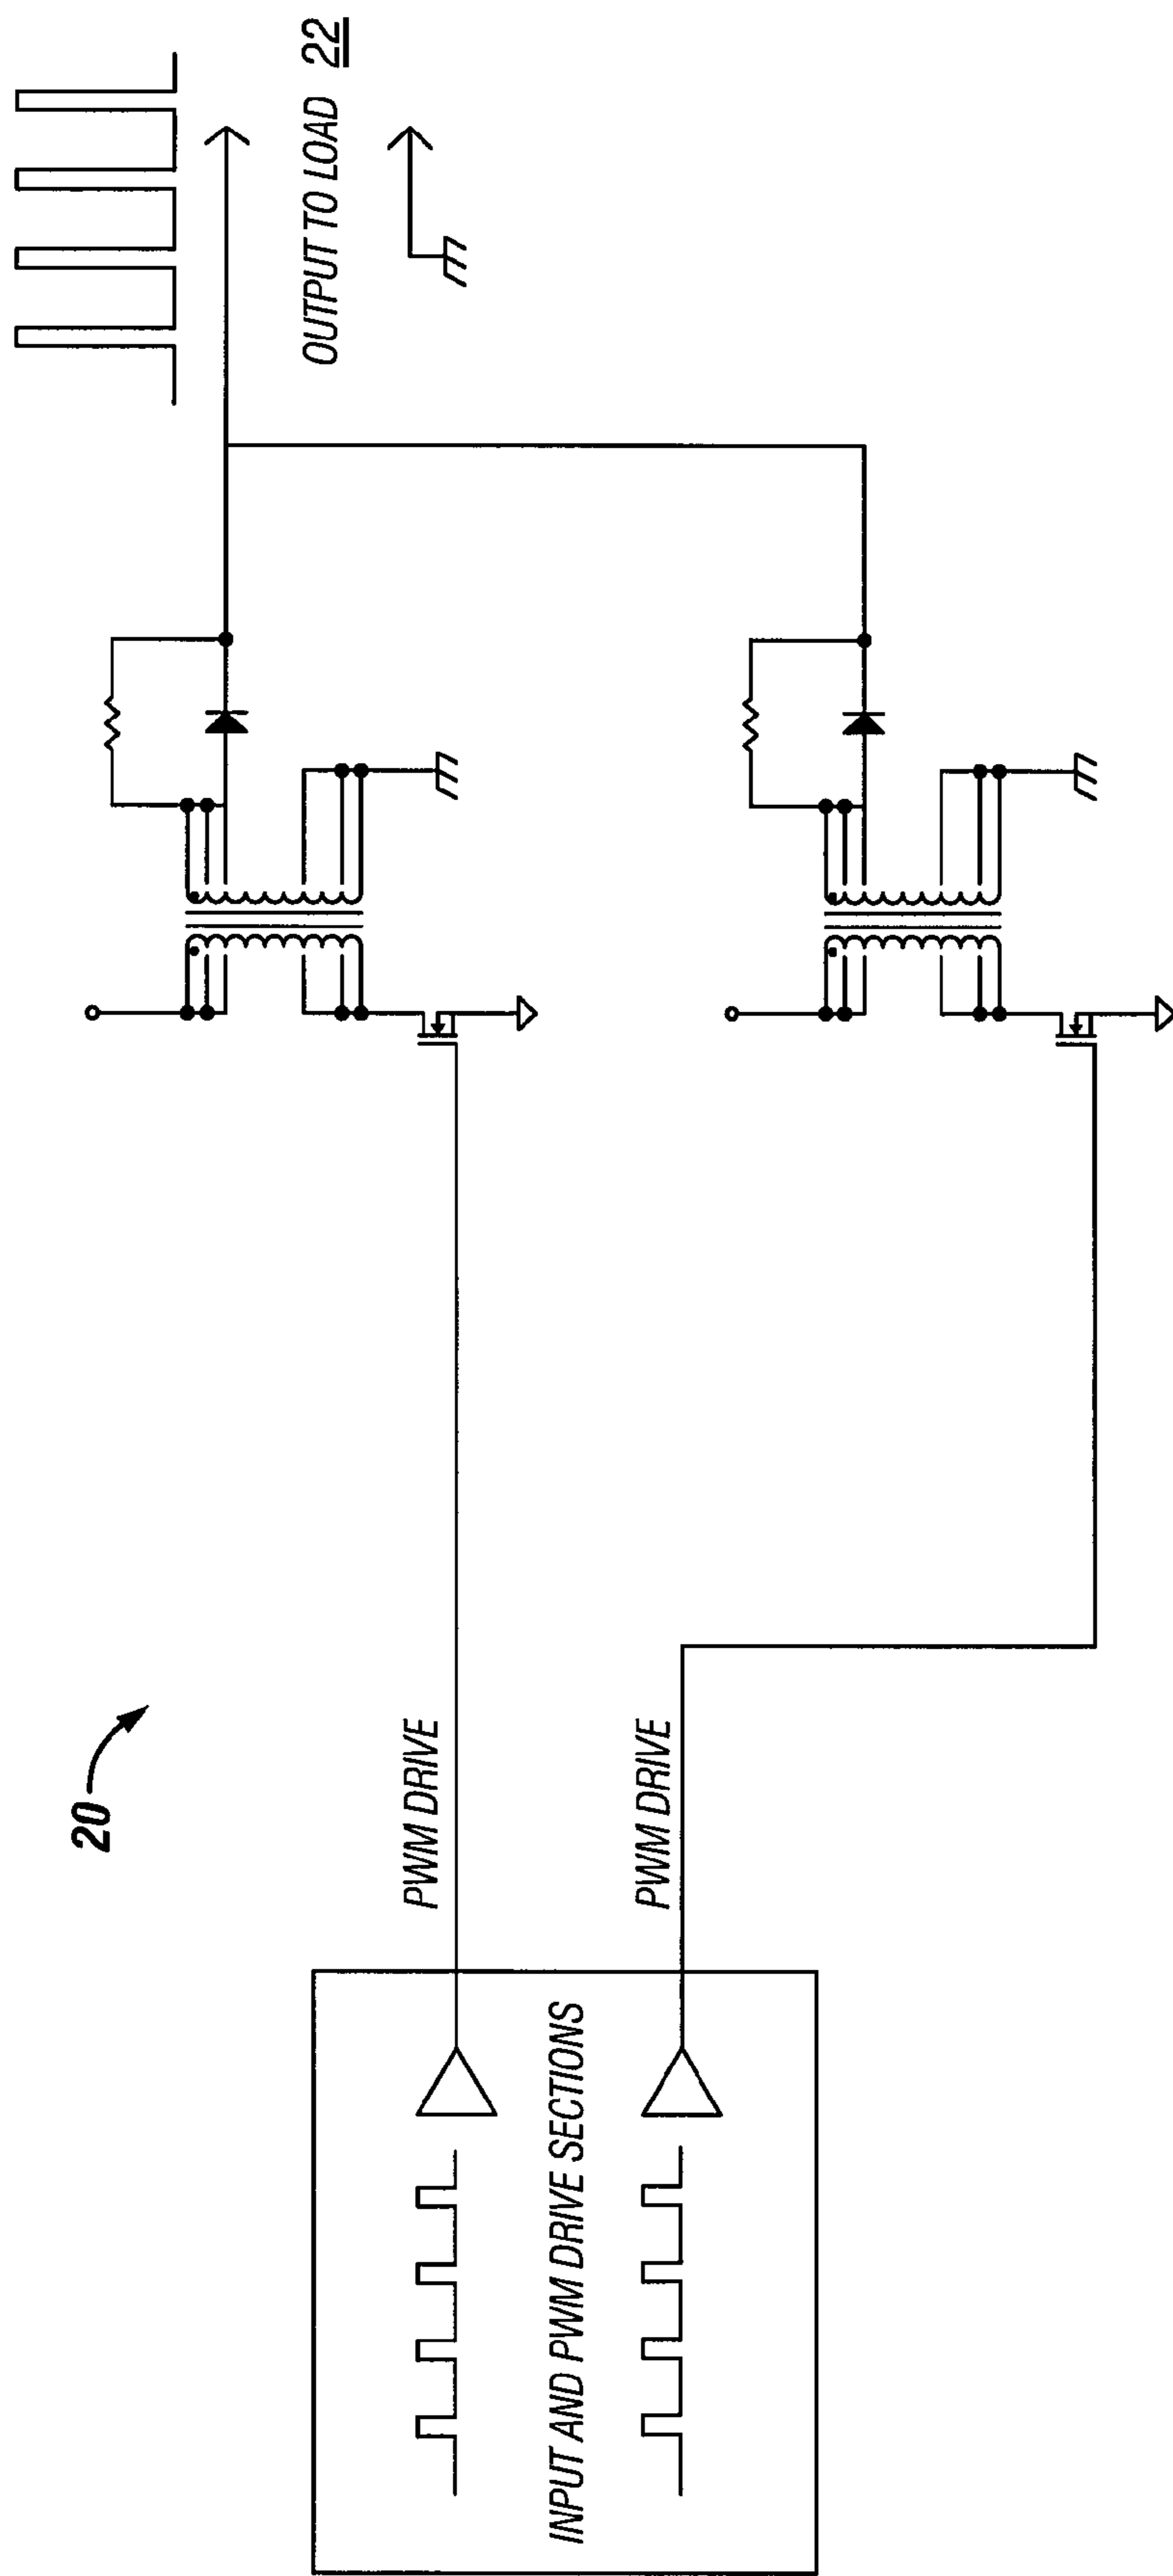 20
INPUT AND PWM DRIVE SECTIONS
PWM DRIVE
PWM DRIVE
OUTPUT TO LOAD 22